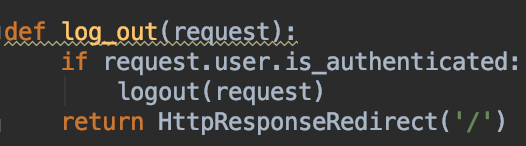 def log_out(request):
    if request.user.is_authenticated:
        logout(request)
    return HttpResponseRedirect('/')